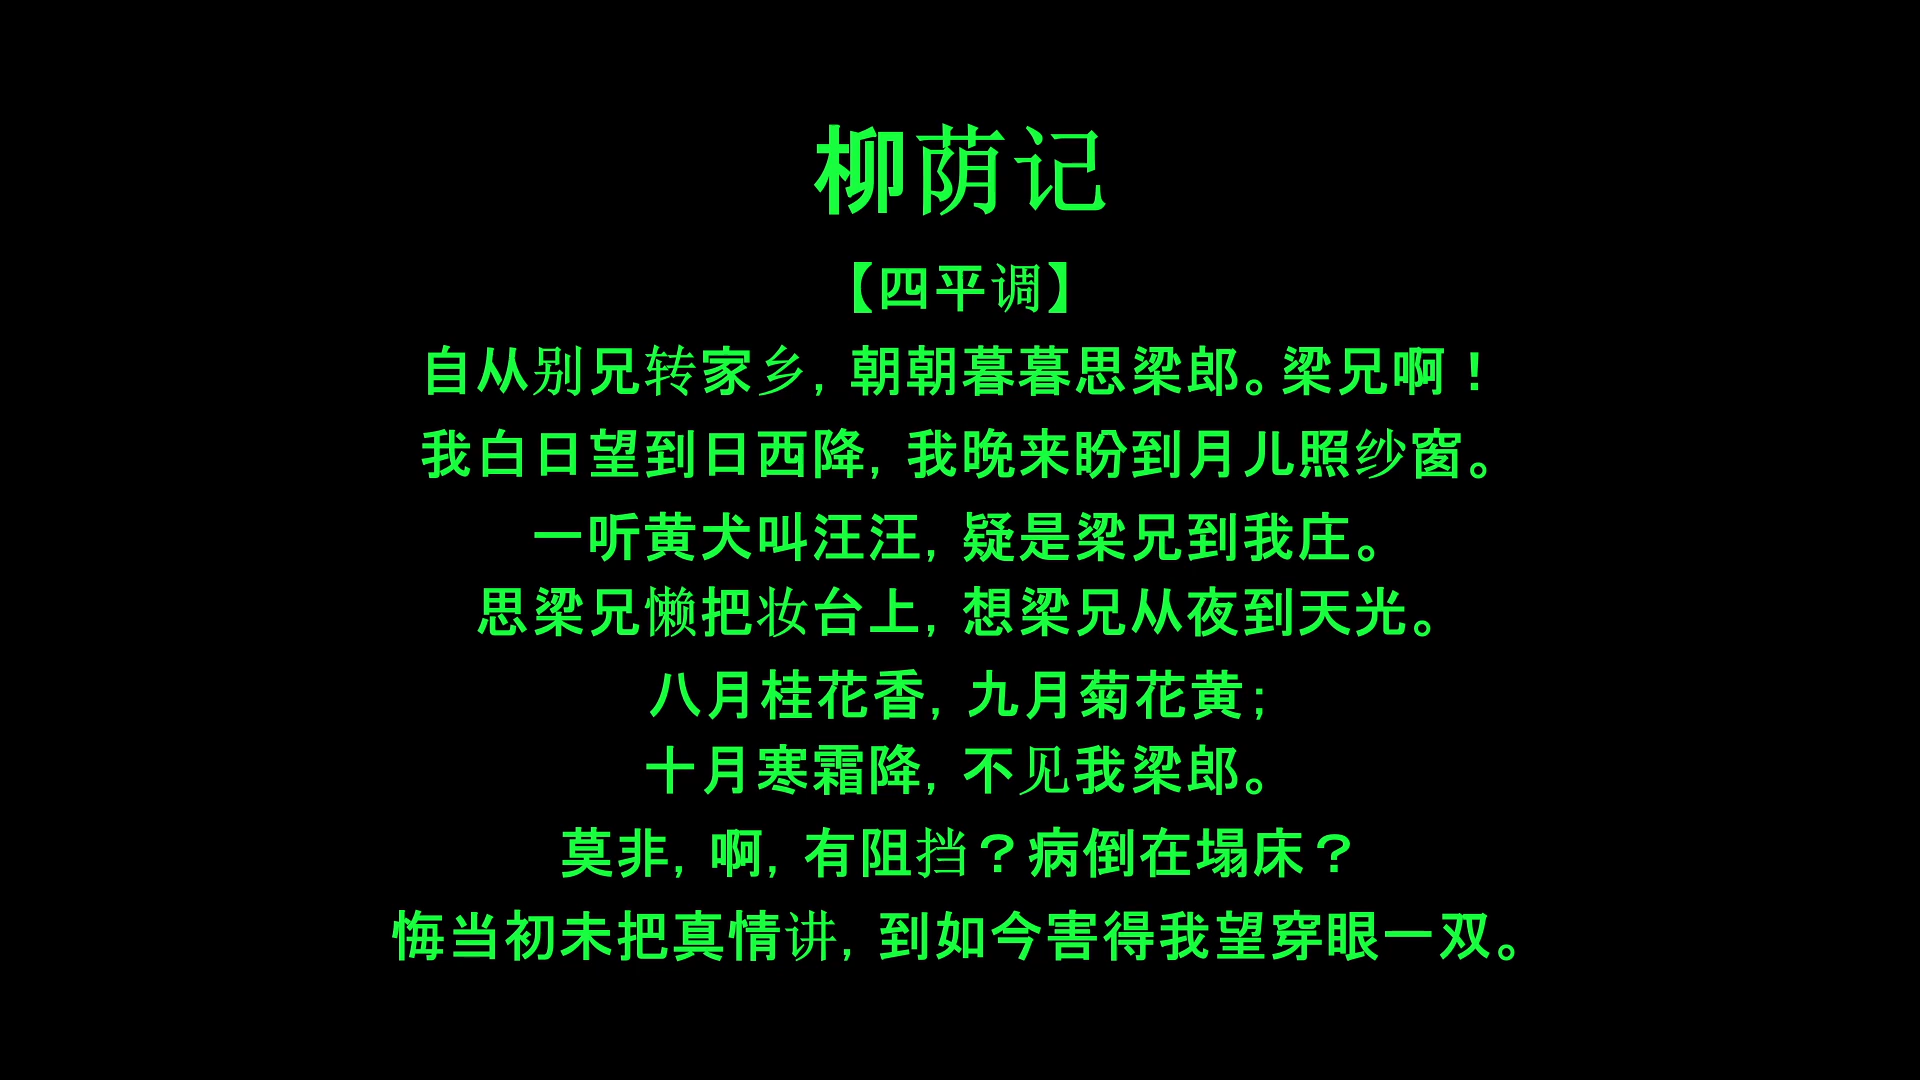 柳荫记
【四平调】
自从别兄转家乡，朝朝暮暮思梁郎。梁兄啊！
我白日望到日西降，我晚来盼到月儿照纱窗。
一听黄犬叫汪汪，疑是梁兄到我庄。
思梁兄懒把妆台上，想梁兄从夜到天光。
八月桂花香，九月菊花黄；
十月寒霜降，不见我梁郎。
莫非，啊，有阻挡？病倒在塌床？
悔当初未把真情讲，到如今害得我望穿眼一双。